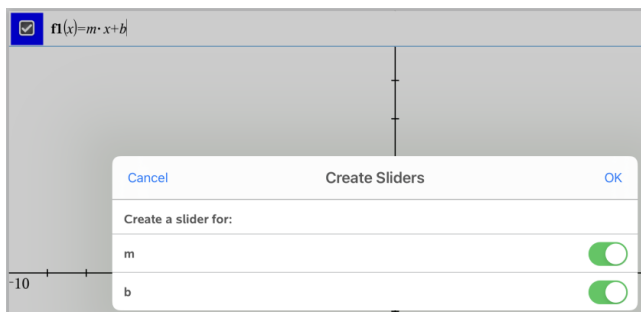 f1(x)=m·x+b
Cancel Create Sliders OK
Create a slider for:
m
-10
b